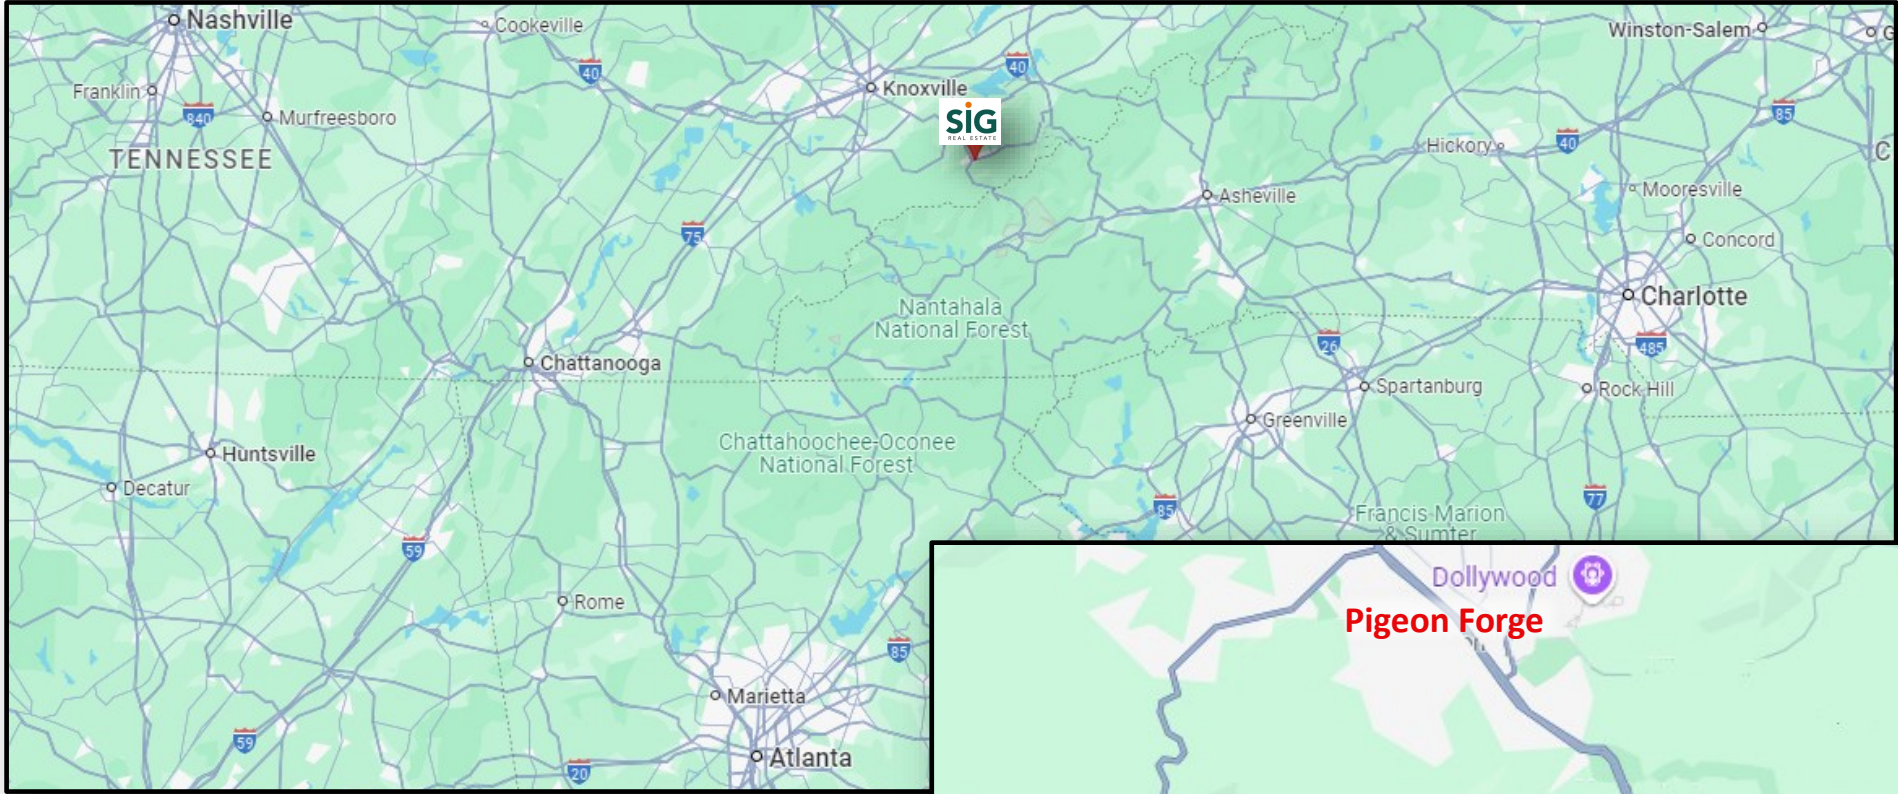 Nashville
Cookeville
40
Winston-Salem
G
Franklin
840
Murfreesboro
Knoxville
40
85
TENNESSEE
SiG
REAL ESTATE
Hickory
40
C
Asheville
Mooresville
75
Concord
Nantahala
National Forest
Charlotte
26
485
Chattanooga
Spartanburg
Rock Hill
Greenville
Chattahoochee-Oconee
National Forest
Huntsville
Decatur
85
77
Francis Marion
& Sumter
59
Rome
85
Marietta
59
20
Atlanta
Dollywood
Pigeon Forge